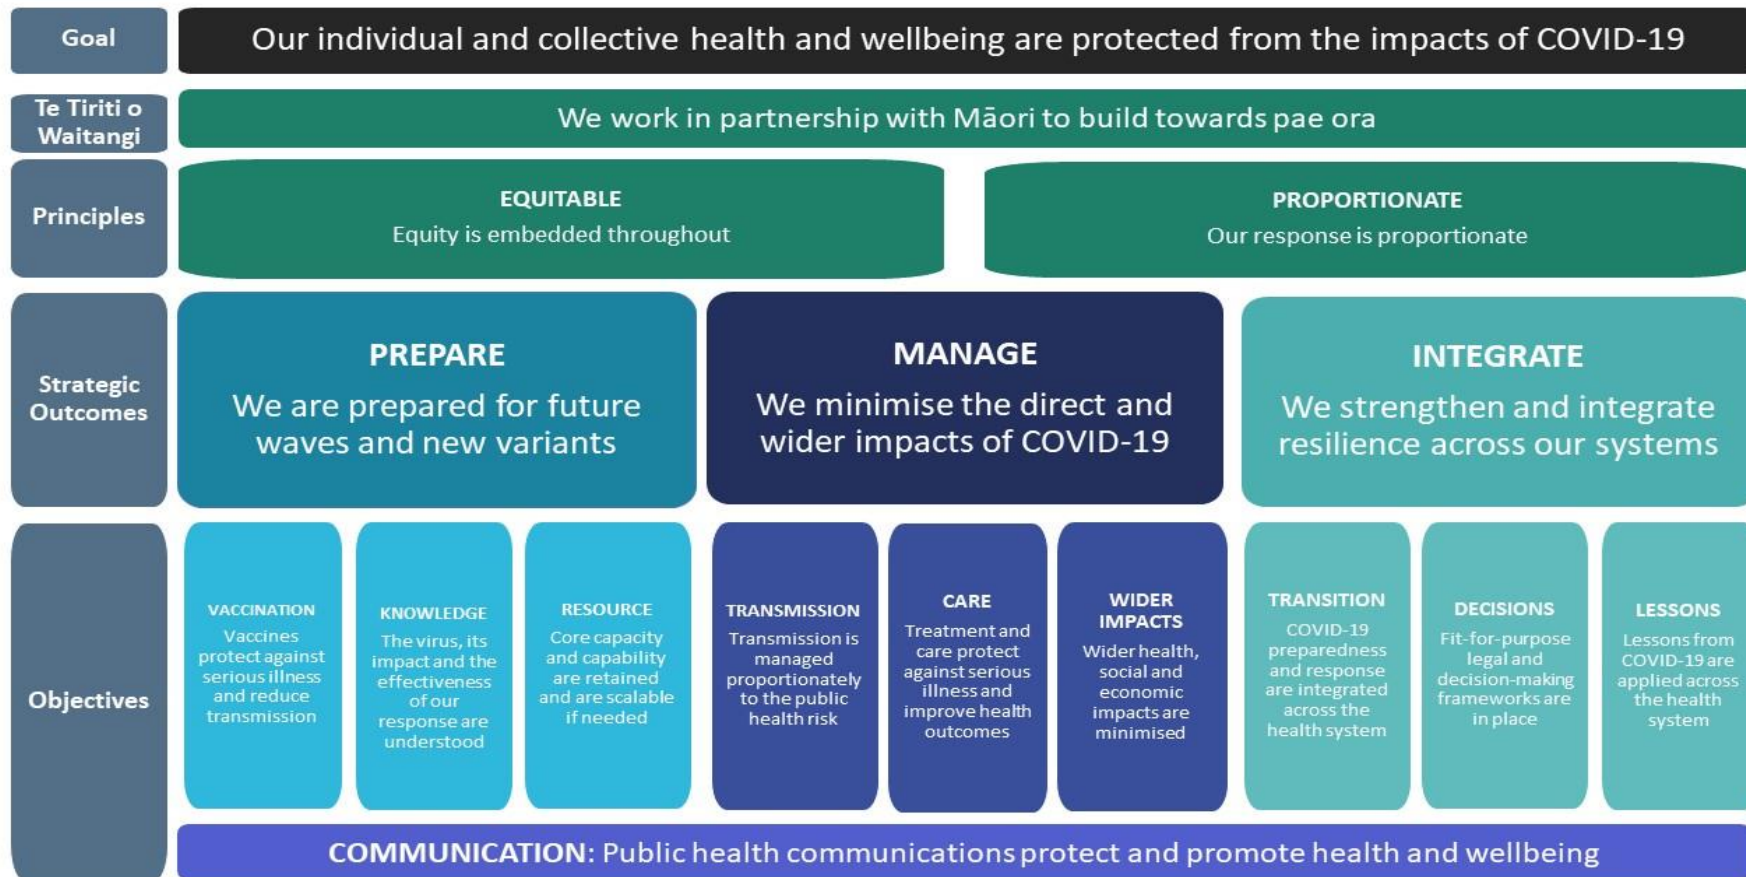 Goal
Our individual and collective health and wellbeing are protected from the impacts of COVID-19
Te Tiriti o
Waitangi
We work in partnership with Māori to build towards pae ora
Principles
EQUITABLE
Equity is embedded throughout
PROPORTIONATE
Our response is proportionate
Strategic
Outcomes
PREPARE
We are prepared for future
waves and new variants
MANAGE
We minimise the direct and
wider impacts of COVID-19
INTEGRATE
We strengthen and integrate
resilience across our systems
Objectives
VACCINATION
Vaccines
protect against
serious illness
and reduce
transmission
KNOWLEDGE
The virus, its
impact and the
effectiveness
of our
response are
understood
RESOURCE
Core capacity
and capability
are retained
and are scalable
if needed
TRANSMISSION
Transmission is
managed
proportionately
to the public
health risk
CARE
Treatment and
care protect
against serious
illness and
improve health
outcomes
WIDER
IMPACTS
Wider health,
social and
economic
impacts are
minimised
TRANSITION
COVID-19
preparedness
and response
are integrated
across the
health system
DECISIONS
Fit-for-purpose
legal and
decision-making
frameworks are
in place
LESSONS
Lessons from
COVID-19 are
applied across
the health
system
COMMUNICATION: Public health communications protect and promote health and wellbeing